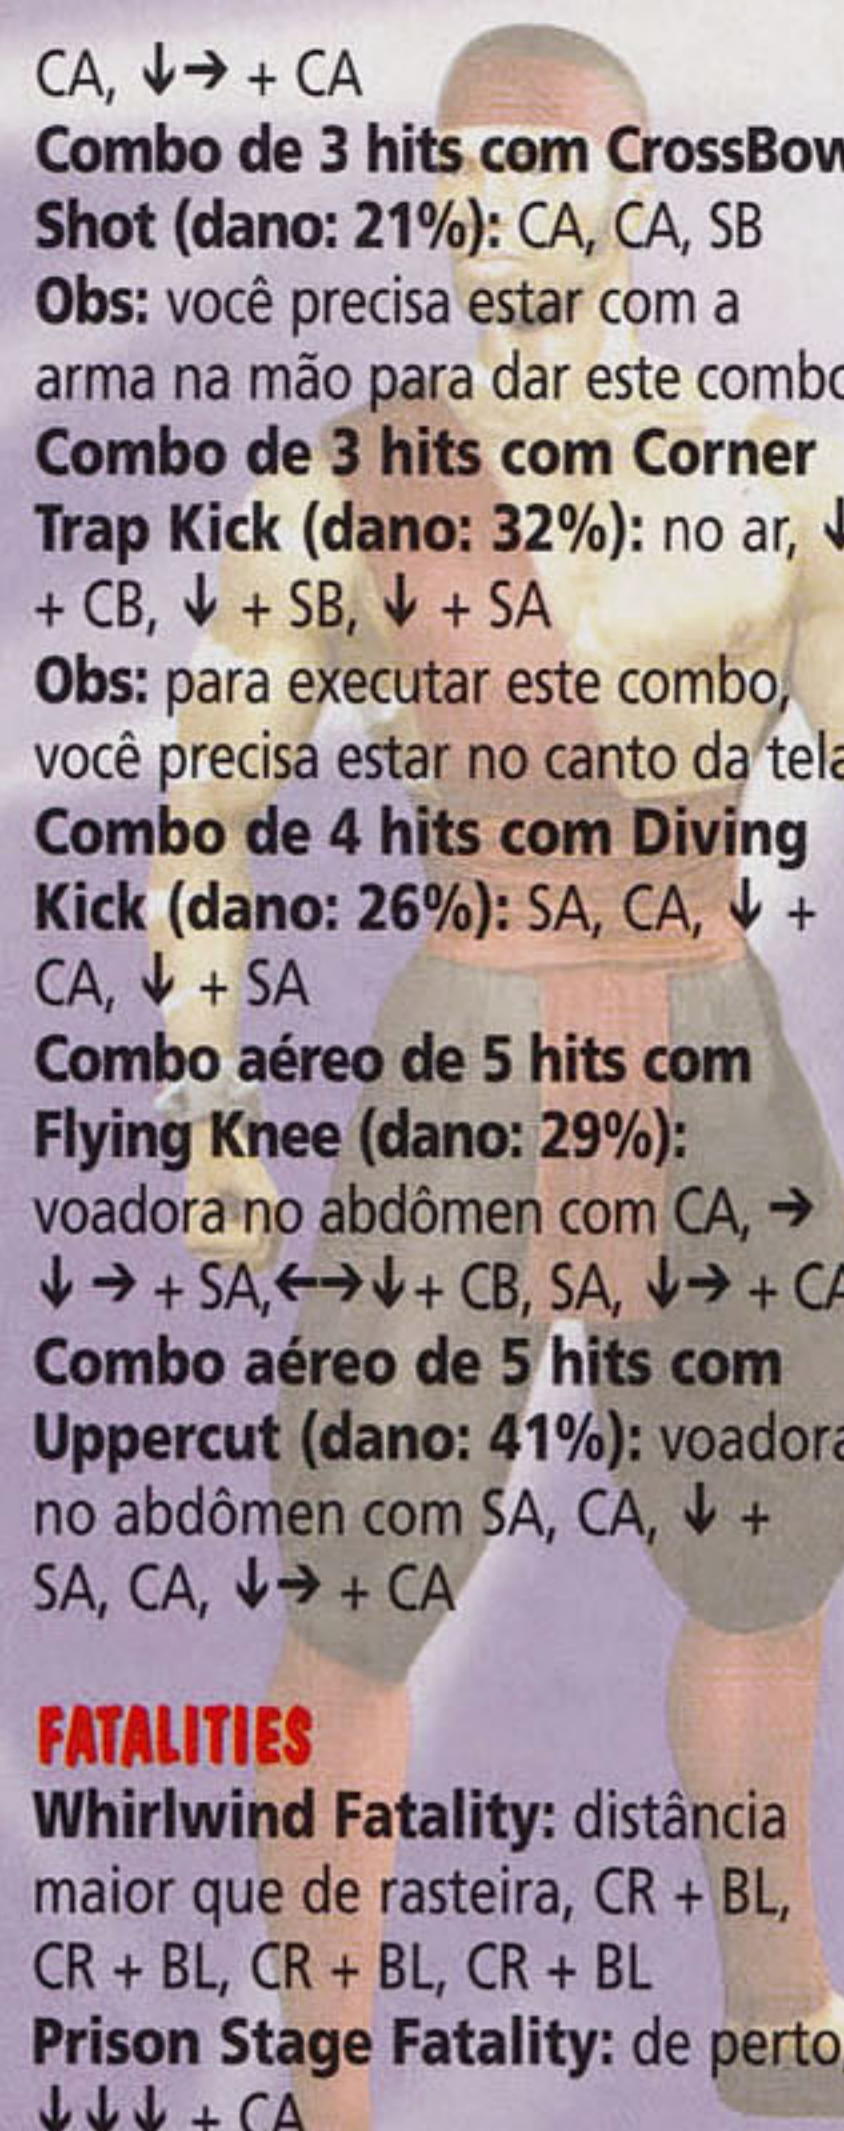 CA, ↓→ + CA
Combo de 3 hits com CrossBow
Shot (dano: 21%): CA, CA, SB
Obs: você precisa estar com a
arma na mão para dar este combo
Combo de 3 hits com Corner
Trap Kick (dano: 32%): no ar, ↓
+ CB, ↓ + SB, ↓ + SA
Obs: para executar este combo,
você precisa estar no canto da tela
Combo de 4 hits com Diving
Kick (dano: 26%): SA, CA, ↓ +
CA, ↓ + SA
Combo aéreo de 5 hits com
Flying Knee (dano: 29%):
voadora no abdômen com CA, →
↓ → + SA,←→↓+ CB, SA, ↓→ + CA
Combo aéreo de 5 hits com
Uppercut (dano: 41%): voadora
no abdômen com SA, CA, ↓ +
SA, CA, ↓→ + CA
FATALITIES
Whirlwind Fatality: distância
maior que de rasteira, CR + BL,
CR + BL, CR + BL, CR + BL
Prison Stage Fatality: de perto,
↓↓↓ + CA